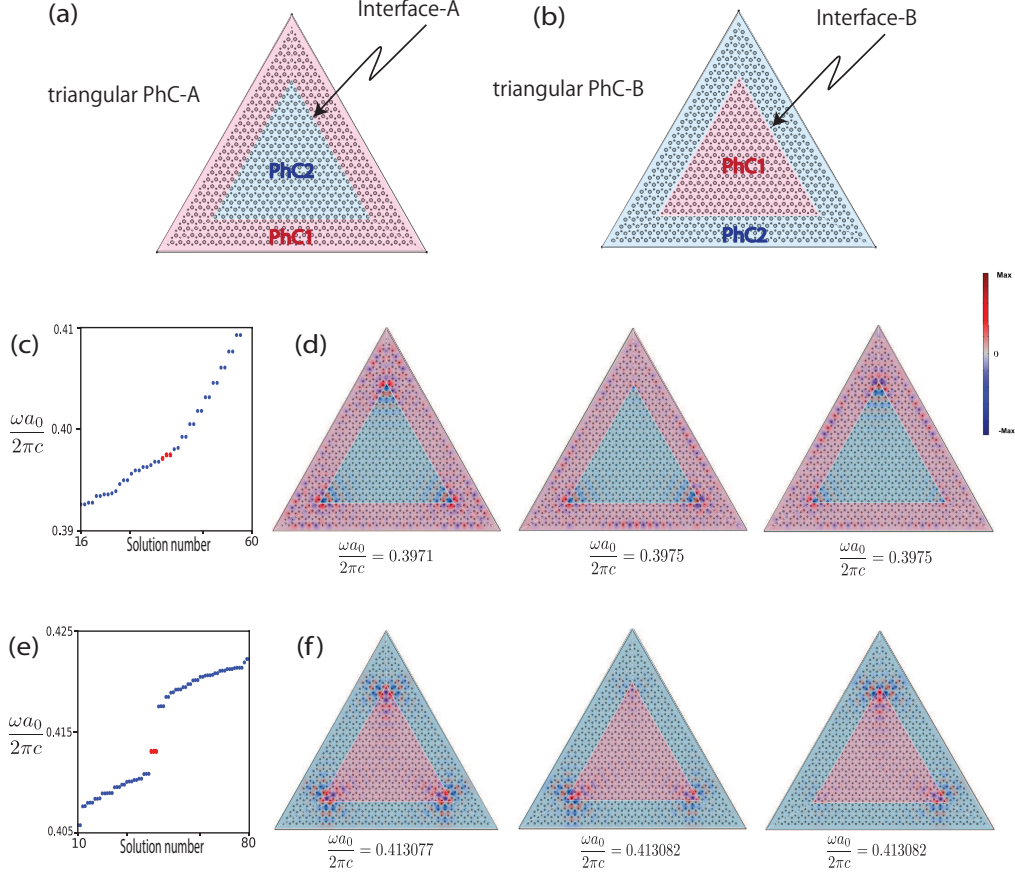 (a)
Interface-A
triangular PhC-A
PhC2
PhC1
(b)
Interface-B
triangular PhC-B
PhC1
PhC2
Max
0
-Max
(c)
0.41
0.40
0.39
ωa₀/2πc
16
60
Solution number
(d)
ωa₀/2πc = 0.3971
ωa₀/2πc = 0.3975
ωa₀/2πc = 0.3975
(e)
0.425
0.415
0.405
ωa₀/2πc
10
80
Solution number
(f)
ωa₀/2πc = 0.413077
ωa₀/2πc = 0.413082
ωa₀/2πc = 0.413082